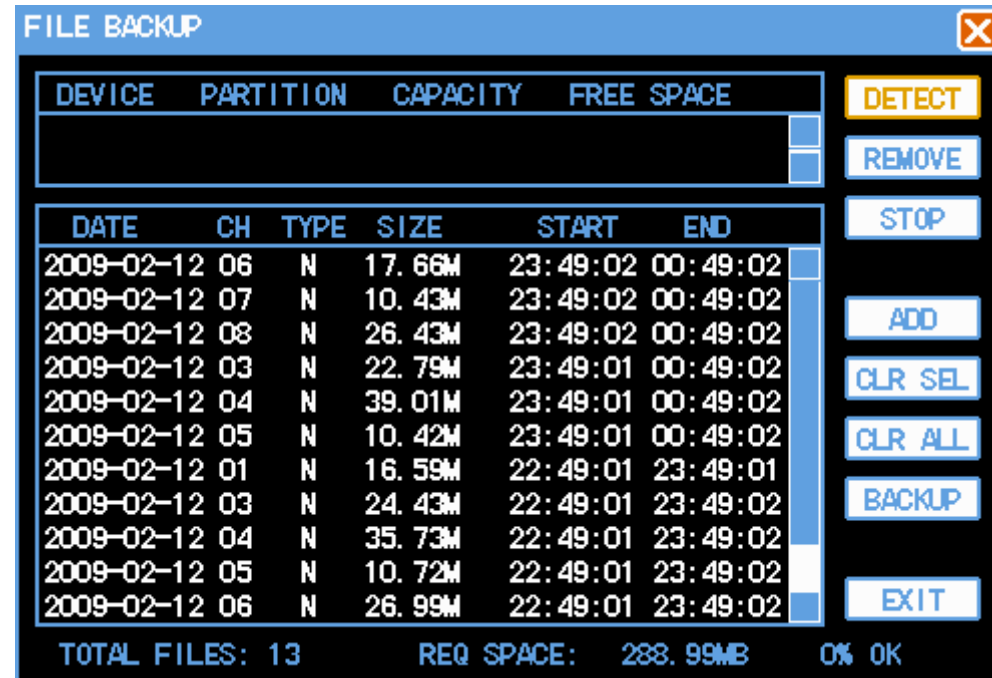 FILE BACKUP
DEVICE PARTITION CAPACITY FREE SPACE
DETECT
REMOVE
STOP
DATE CH TYPE SIZE START END
2009-02-12 06 N 17.66M 23:49:02 00:49:02
2009-02-12 07 N 10.43M 23:49:02 00:49:02
2009-02-12 08 N 26.43M 23:49:02 00:49:02
2009-02-12 03 N 22.79M 23:49:01 00:49:02
2009-02-12 04 N 39.01M 23:49:01 00:49:02
2009-02-12 05 N 10.42M 23:49:01 00:49:02
2009-02-12 01 N 16.59M 22:49:01 23:49:01
2009-02-12 03 N 24.43M 22:49:01 23:49:02
2009-02-12 04 N 35.73M 22:49:01 23:49:02
2009-02-12 05 N 10.72M 22:49:01 23:49:02
2009-02-12 06 N 26.99M 22:49:01 23:49:02
ADD
CLR SEL
CLR ALL
BACKUP
EXIT
TOTAL FILES: 13 REQ SPACE: 288.99MB 0% OK